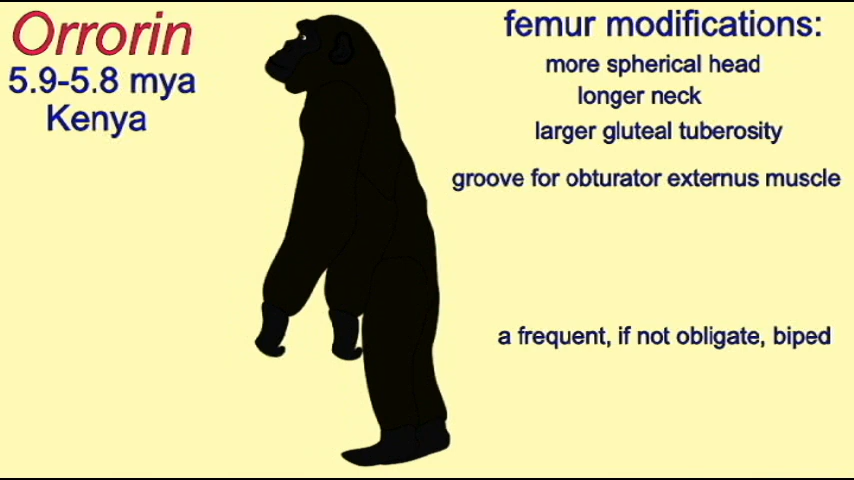 Orrorin
5.9-5.8 mya
Kenya
femur modifications:
more spherical head
longer neck
larger gluteal tuberosity
groove for obturator externus muscle
a frequent, if not obligate, biped